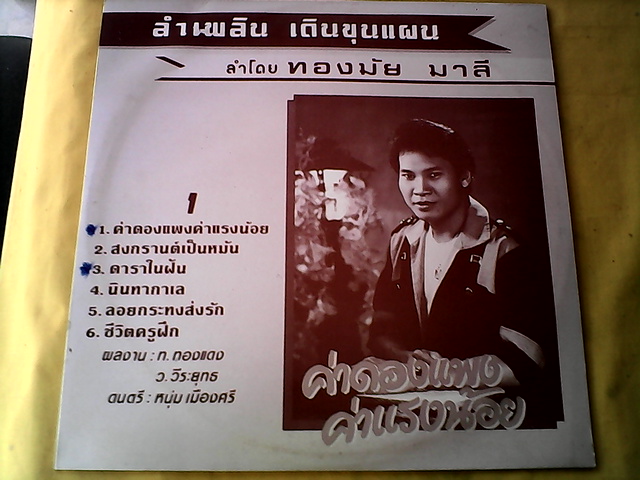 ลำเพลิน เดินขุนแผน
ลำโดย ทองมัย มาลี
1
1. ค่าดองแพงค่าแรงน้อย
2. สงกรานต์เป็นหมัน
3. ดาราในฝัน
4. นินทากาเล
5. ลอยกระทงส่งรัก
6. ชีวิตครูฝึก
ผลงาน : ท. ทองแดง
ว. วีระยุทธ
ดนตรี : หนุ่ม เมืองศรี
ค่าดองแพง
ค่าแรงน้อย